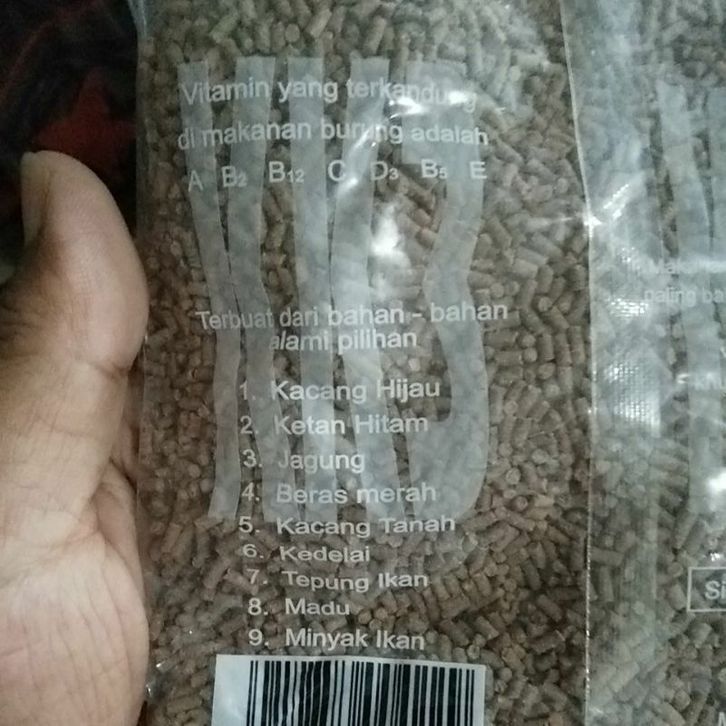 Vitamin yang terkandung
di makanan burung adalah
A B2 B12 C D3 B5 E
Terbuat dari bahan - bahan
alami pilihan
1. Kacang Hijau
2. Ketan Hitam
3. Jagung
4. Beras merah
5. Kacang Tanah
6. Kedelai
7. Tepung Ikan
8. Madu
9. Minyak Ikan